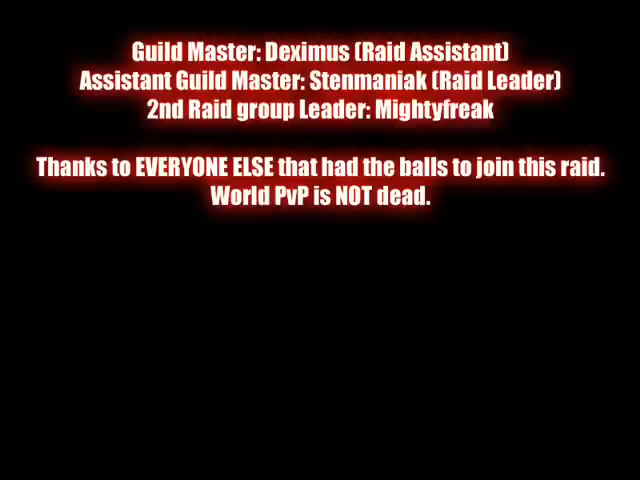 Guild Master: Deximus (Raid Assistant)
Assistant Guild Master: Stenmaniak (Raid Leader)
2nd Raid group Leader: Mightyfreak
Thanks to EVERYONE ELSE that had the balls to join this raid.
World PvP is NOT dead.